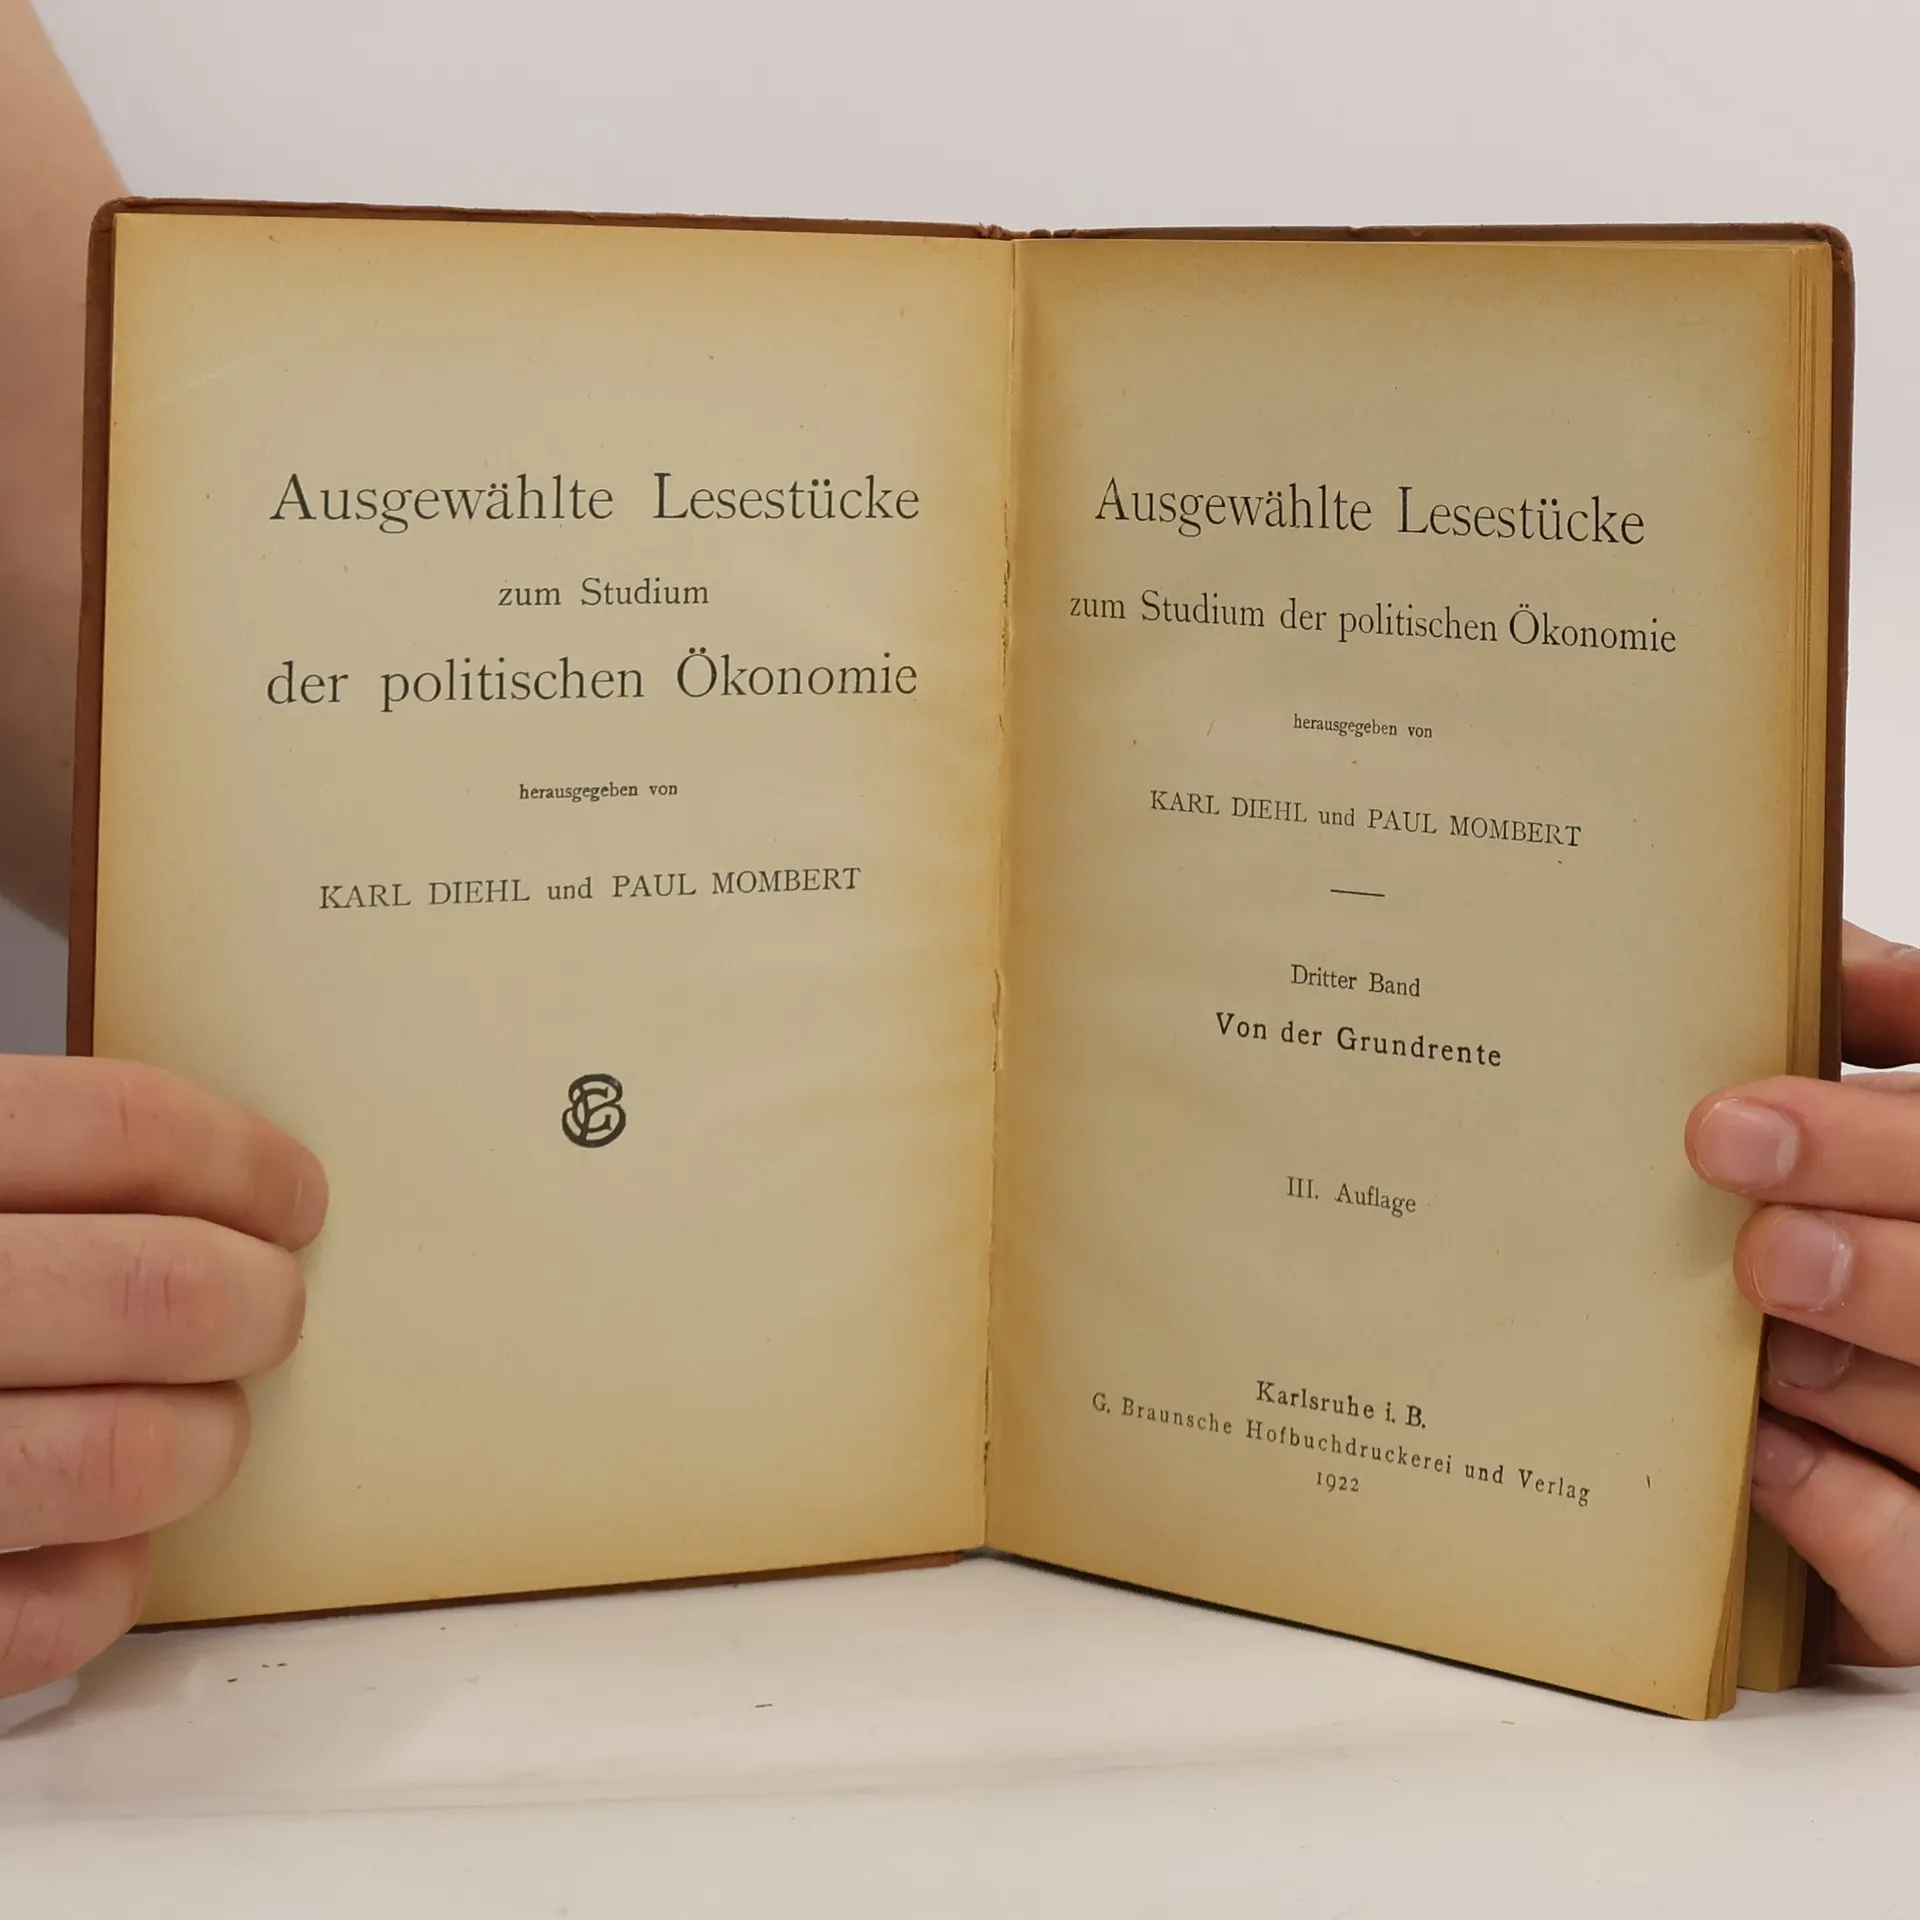 Ausgewählte Lesestücke
zum Studium
der politischen Ökonomie
herausgegeben von
KARL DIEHL und PAUL MOMBERT
Ausgewählte Lesestücke
zum Studium der politischen Ökonomie
herausgegeben von
KARL DIEHL und PAUL MOMBERT
Dritter Band
Von der Grundrente
III. Auflage
Karlsruhe i. B.
G. Braunsche Hofbuchdruckerei und Verlag
1922